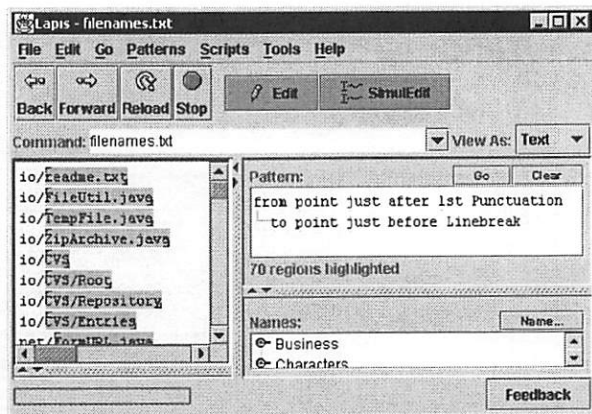 Lapis - filenames.txt
File Edit Go Patterns Scripts Tools Help
Back Forward Reload Stop Edit SimulEdit
Command: filenames.txt View As: Text
io/Readme.txt
io/FileUtil.java
io/TempFile.java
io/ZipArchive.java
io/CVS
io/CVS/Root
io/CVS/Repository
io/CVS/Entries
net/FormURL.java
Pattern: Go Clear
from point just after 1st Punctuation
to point just before Linebreak
70 regions highlighted
Names: Name...
Business
Characters
Feedback